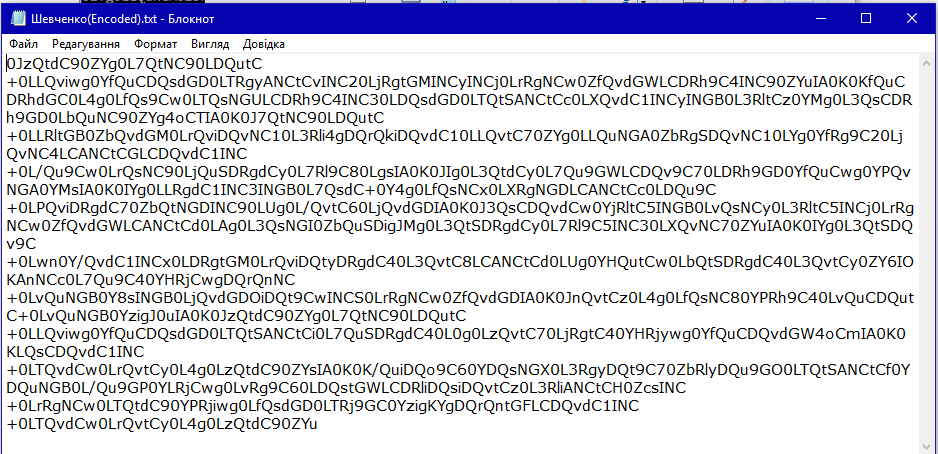 Шевченко(Encoded).txt - Блокнот
Файл Редагування Формат Вигляд Довідка
0JzQtdC90ZYg0L7QtNC90LDQutC
+0LLQviwg0YfQuCDQsdGD0LTRgyANCtCvINC20LjRgtGMINCyINCj0LrRgNCw0ZfQvdGWLCDRh9C4INC90ZYuIA0K0KfQuC
DRhdGC0L4g0LfQs9Cw0LTQsNGULCDRh9C4INC30LDQsdGD0LTQtSANCtCc0LXQvdC1INCyINGB0L3RltCz0YMg0L3QsCDR
h9GD0LbQuNC90ZYg4oCTIA0K0J7QtNC90LDQutC
+0LLRltGB0ZbQvdGM0LrQviDQvNC10L3Rli4gDQrQkiDQvdC10LLQvtC70ZYg0LLQuNGA0ZbRgSDQvNC10LYg0YfRg9C20Lj
QvNC4LCANCtCGLCDQvdC1INC
+0L/Qu9Cw0LrQsNC90LjQuSDRgdCy0L7Rl9C80LgsIA0K0JIg0L3QtdCy0L7Qu9GWLCDQv9C70LDRh9GD0YfQuCwg0YPQv
NGA0YMsIA0K0IYg0LLRgdC1INC3INGB0L7QsdC+0Y4g0LfQsNCx0LXRgNGDLCANCtCc0LDQu9C
+0LPQviDRgdC70ZbQtNGDINC90LUg0L/QvtC60LjQvdGDIA0K0J3QsCDQvdCw0YjRltC5INGB0LvQsNCy0L3RltC5INCj0LrRg
NCw0ZfQvdGWLCANCtCd0LAg0L3QsNGI0ZbQuSDigJMg0L3QtSDRgdCy0L7Rl9C5INC30LXQvNC70ZYuIA0K0IYg0L3QtSDQ
v9C
+0Lwn0Y/QvdC1INCx0LDRgtGM0LrQviDQtyDRgdC40L3QvtC8LCANCtCd0LUg0YHQutCw0LbQtSDRgdC40L3QvtCy0ZY6IO
KAnNCc0L7Qu9C40YHRjCwgDQrQnNC
+0LvQuNGB0Y8sINGB0LjQvdGDOiDQt9CwINCS0LrRgNCw0ZfQvdGDIA0K0JnQvtCz0L4g0LfQsNC80YPRh9C40LvQuCDQut
C+0LvQuNGB0YzigJ0uIA0K0JzQtdC90ZYg0L7QtNC90LDQutC
+0LLQviwg0YfQuCDQsdGD0LTQtSANCtCi0L7QuSDRgdC40L0g0LzQvtC70LjRgtC40YHRjywg0YfQuCDQvdGW4oCmIA0K0
KLQsCDQvdC1INC
+0LTQvdCw0LrQvtCy0L4g0LzQtdC90ZYsIA0K0K/QuiDQo9C60YDQsNGX0L3RgyDQt9C70ZbRlyDQu9GO0LTQtSANCtCf0Y
DQuNGB0L/Qu9GP0YLRjCwg0LvRg9C60LDQstGWLCDRliDQsiDQvtCz0L3RliANCtCH0ZcsINC
+0LrRgNCw0LTQtdC90YPRjiwg0LfQsdGD0LTRj9GC0YzigKYgDQrQntGFLCDQvdC1INC
+0LTQvdCw0LrQvtCy0L4g0LzQtdC90ZYu